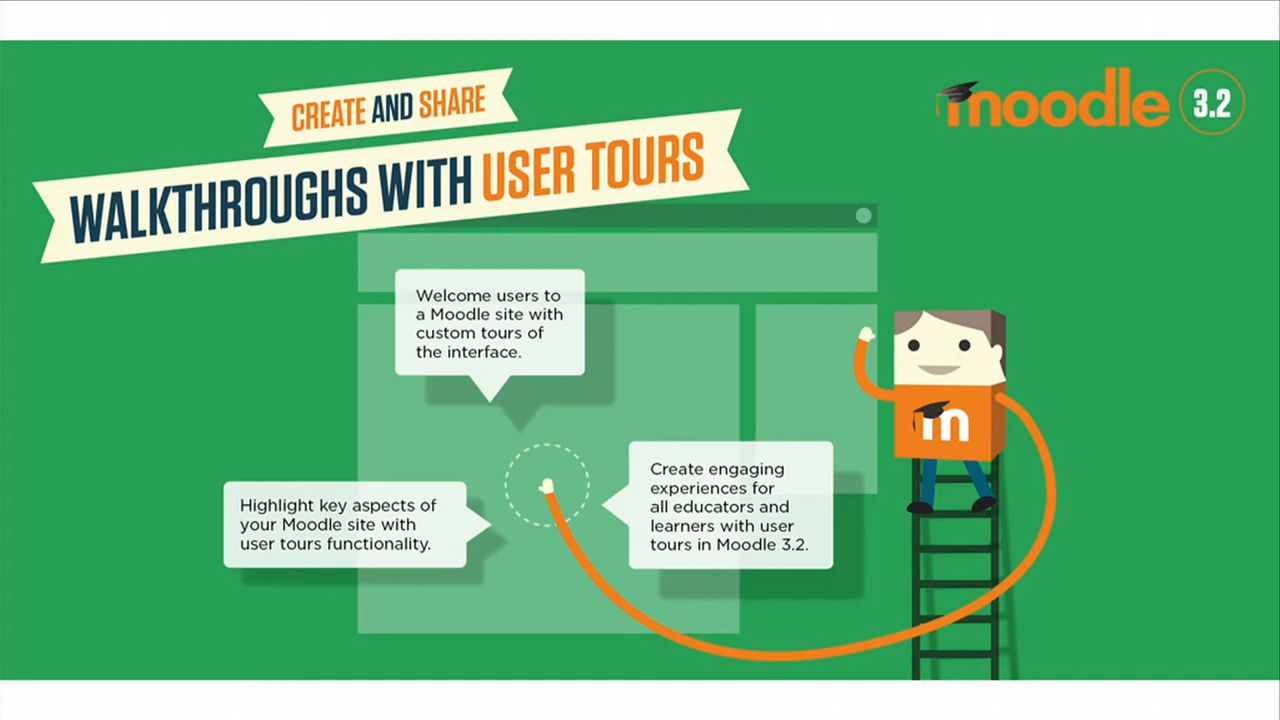 CREATE AND SHARE
WALKTHROUGHS WITH USER TOURS
moodle 3.2
Welcome users to
a Moodle site with
custom tours of
the interface.
Highlight key aspects of
your Moodle site with
user tours functionality.
Create engaging
experiences for
all educators and
learners with user
tours in Moodle 3.2.
m